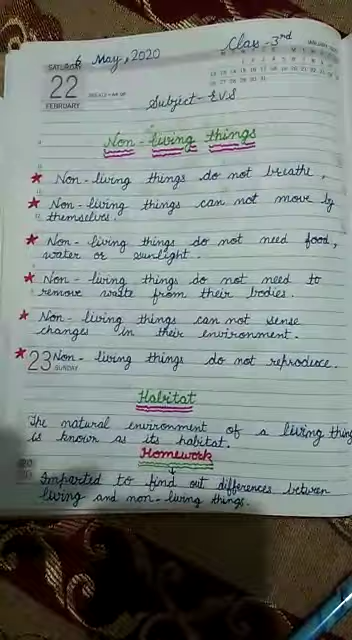 6 May, 2020
Class - 3rd
SATURDAY
22
FEBRUARY
JANUARY
Subject - E.V.S
Non - living things
★ Non - living things do not breathe.
★ Non - living things can not move by
themselves.
★ Non - living things do not need food,
water or sunlight.
★ Non - living things do not need to
remove waste from their bodies.
★ Non - living things can not sense
changes in their environment.
★ Non - living things do not reproduce.
23 SUNDAY
Habitat
The natural environment of a living thing
is known as its habitat.
Homework
Imparted to find out differences between
living and non - living things.